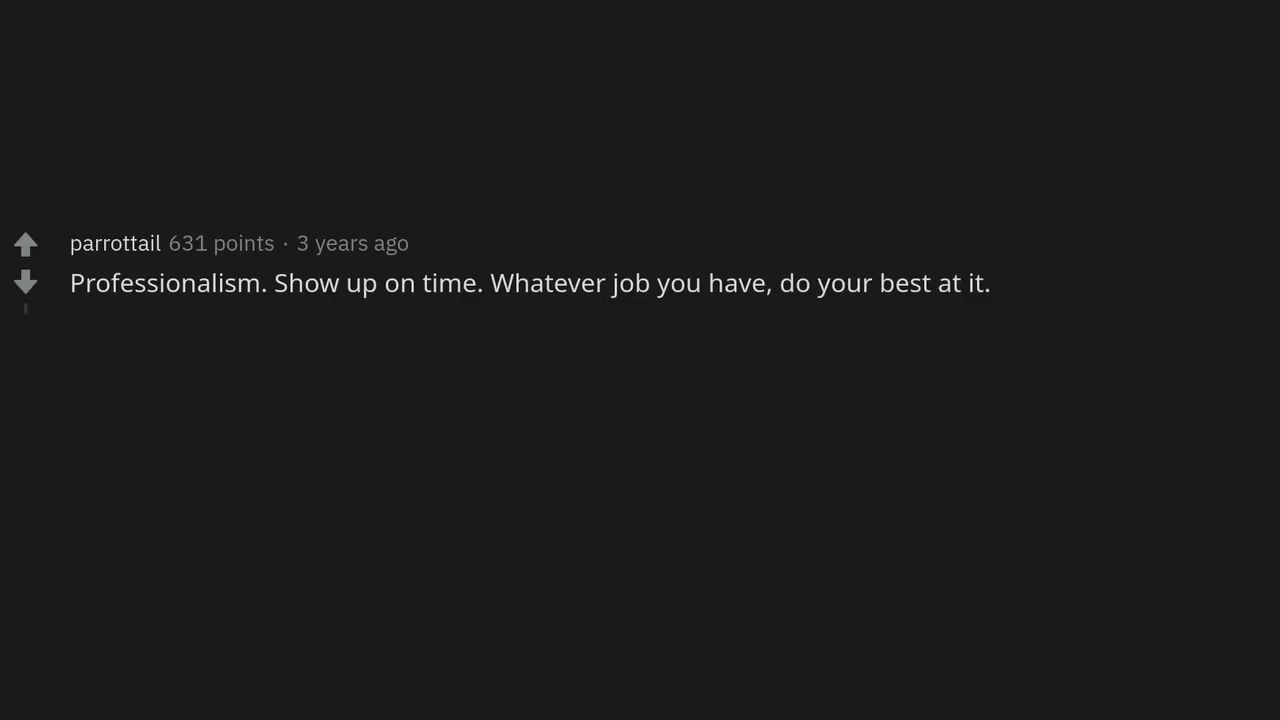 parrottail 631 points · 3 years ago
Professionalism. Show up on time. Whatever job you have, do your best at it.